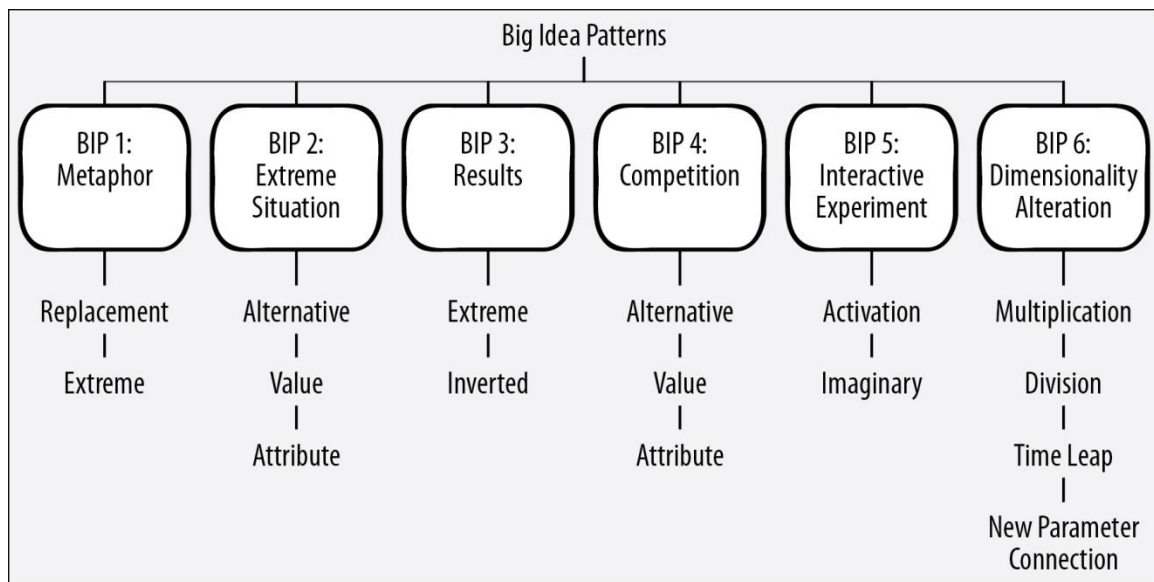 Big Idea Patterns
BIP 1:
Metaphor
Replacement
Extreme
BIP 2:
Extreme
Situation
Alternative
Value
Attribute
BIP 3:
Results
Extreme
Inverted
BIP 4:
Competition
Alternative
Value
Attribute
BIP 5:
Interactive
Experiment
Activation
Imaginary
BIP 6:
Dimensionality
Alteration
Multiplication
Division
Time Leap
New Parameter
Connection